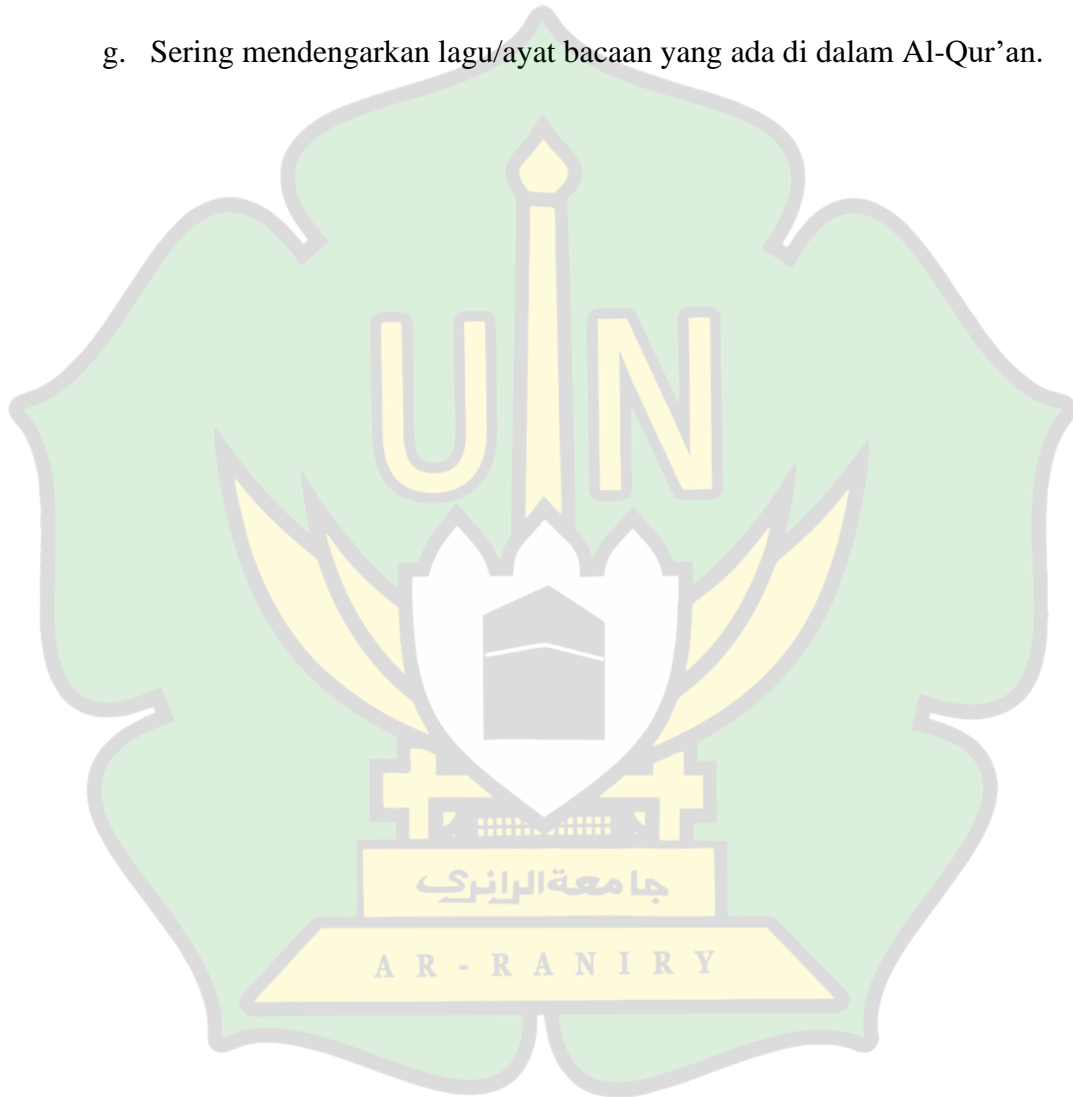 g. Sering mendengarkan lagu/ayat bacaan yang ada di dalam Al-Qur’an.
UIN
جامعةالرانري
AR-RANIRY